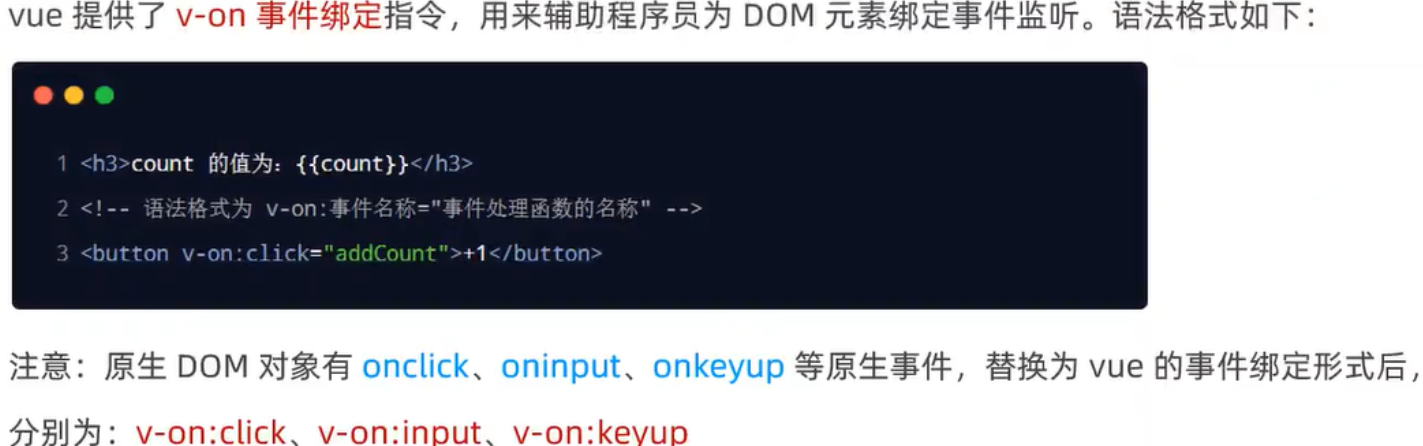 vue 提供了 v-on 事件绑定指令，用来辅助程序员为 DOM 元素绑定事件监听。语法格式如下：
1 <h3>count 的值为：{{count}}</h3>
2 <!-- 语法格式为 v-on:事件名称="事件处理函数的名称" -->
3 <button v-on:click="addCount">+1</button>
注意：原生 DOM 对象有 onclick、oninput、onkeyup 等原生事件，替换为 vue 的事件绑定形式后，
分别为：v-on:click、v-on:input、v-on:keyup